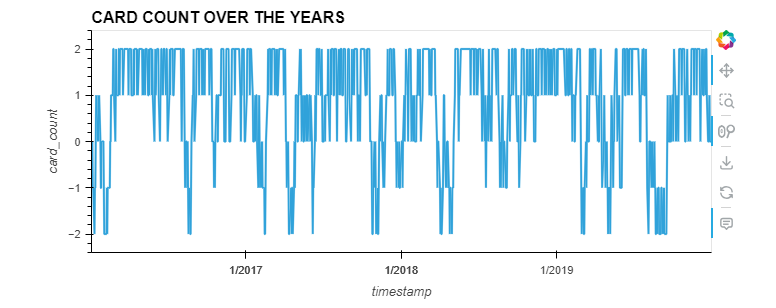 CARD COUNT OVER THE YEARS
2
1
0
−1
−2
card_count
1/2017
1/2018
1/2019
timestamp